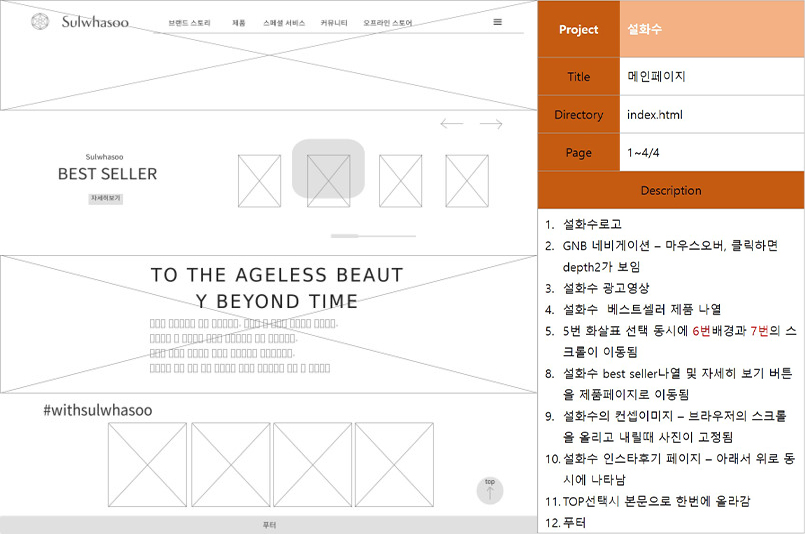 Sulwhasoo
브랜드 스토리 제품 스페셜 서비스 커뮤니티 오프라인 스토어
Sulwhasoo
BEST SELLER
자세히보기
TO THE AGELESS BEAUT
Y BEYOND TIME
#withsulwhasoo
top
푸터
Project 설화수
Title 메인페이지
Directory index.html
Page 1~4/4
Description
1. 설화수로고
2. GNB 네비게이션 – 마우스오버, 클릭하면
depth2가 보임
3. 설화수 광고영상
4. 설화수 베스트셀러 제품 나열
5. 5번 화살표 선택 동시에 6번배경과 7번의 스
크롤이 이동됨
8. 설화수 best seller나열 및 자세히 보기 버튼
을 제품페이지로 이동됨
9. 설화수의 컨셉이미지 – 브라우저의 스크롤
을 올리고 내릴때 사진이 고정됨
10. 설화수 인스타후기 페이지 – 아래서 위로 동
시에 나타남
11. TOP선택시 본문으로 한번에 올라감
12. 푸터